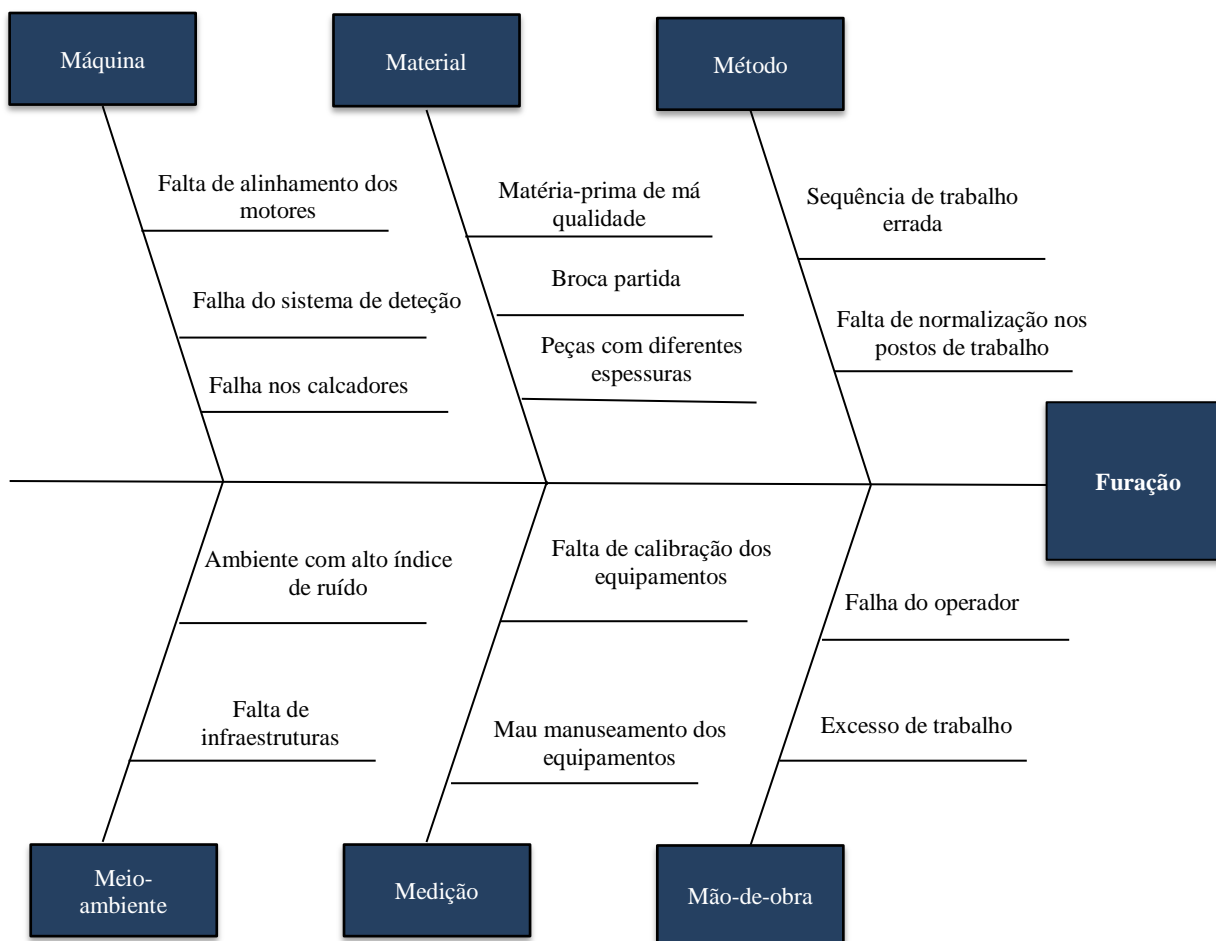 Máquina
Material
Método
Falta de alinhamento dos
motores
Falha do sistema de deteção
Falha nos calcadores
Matéria-prima de má
qualidade
Broca partida
Peças com diferentes
espessuras
Sequência de trabalho
errada
Falta de normalização nos
postos de trabalho
Furação
Ambiente com alto índice
de ruído
Falta de
infraestruturas
Falta de calibração dos
equipamentos
Mau manuseamento dos
equipamentos
Falha do operador
Excesso de trabalho
Meio-
ambiente
Medição
Mão-de-obra